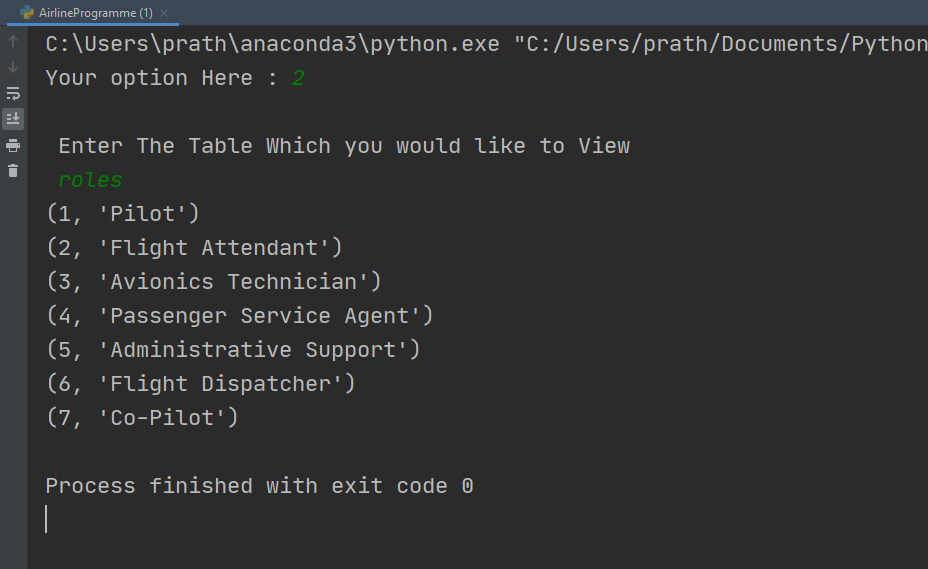 AirlineProgramme (1)
C:\Users\prath\anaconda3\python.exe "C:/Users/prath/Documents/Python
Your option Here : 2
Enter The Table Which you would like to View
roles
(1, 'Pilot')
(2, 'Flight Attendant')
(3, 'Avionics Technician')
(4, 'Passenger Service Agent')
(5, 'Administrative Support')
(6, 'Flight Dispatcher')
(7, 'Co-Pilot')
Process finished with exit code 0